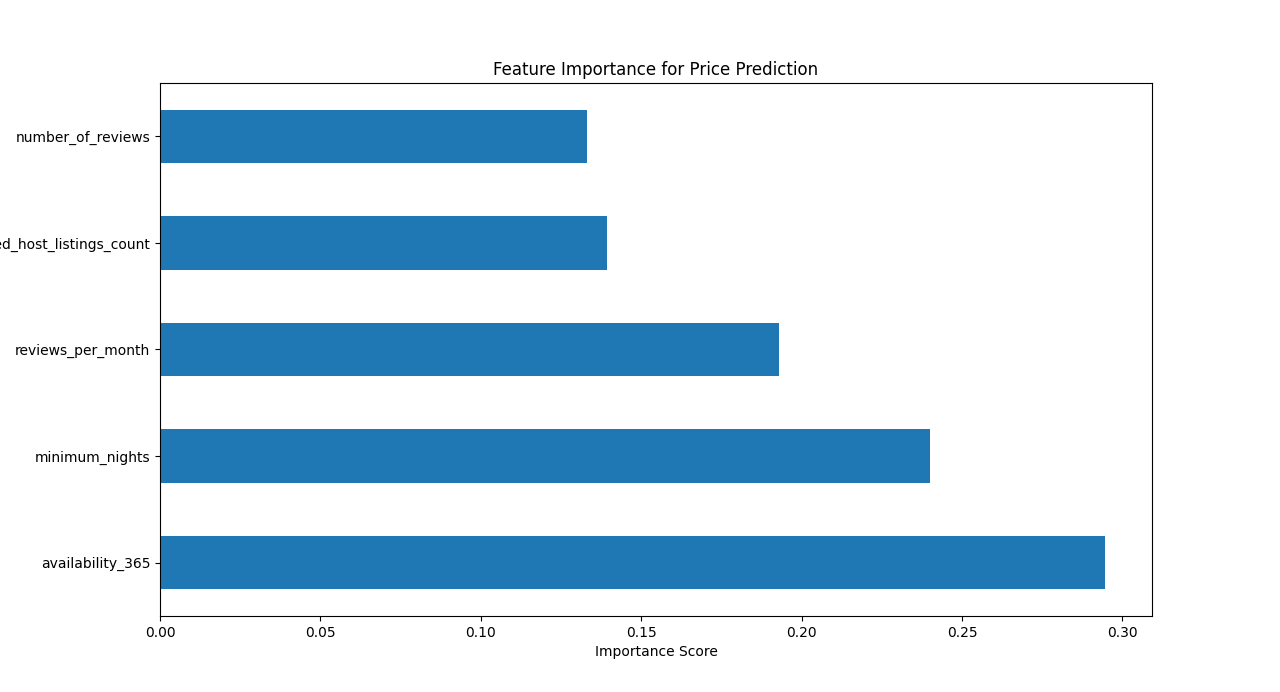 Feature Importance for Price Prediction
number_of_reviews
ed_host_listings_count
reviews_per_month
minimum_nights
availability_365
0.00 0.05 0.10 0.15 0.20 0.25 0.30
Importance Score